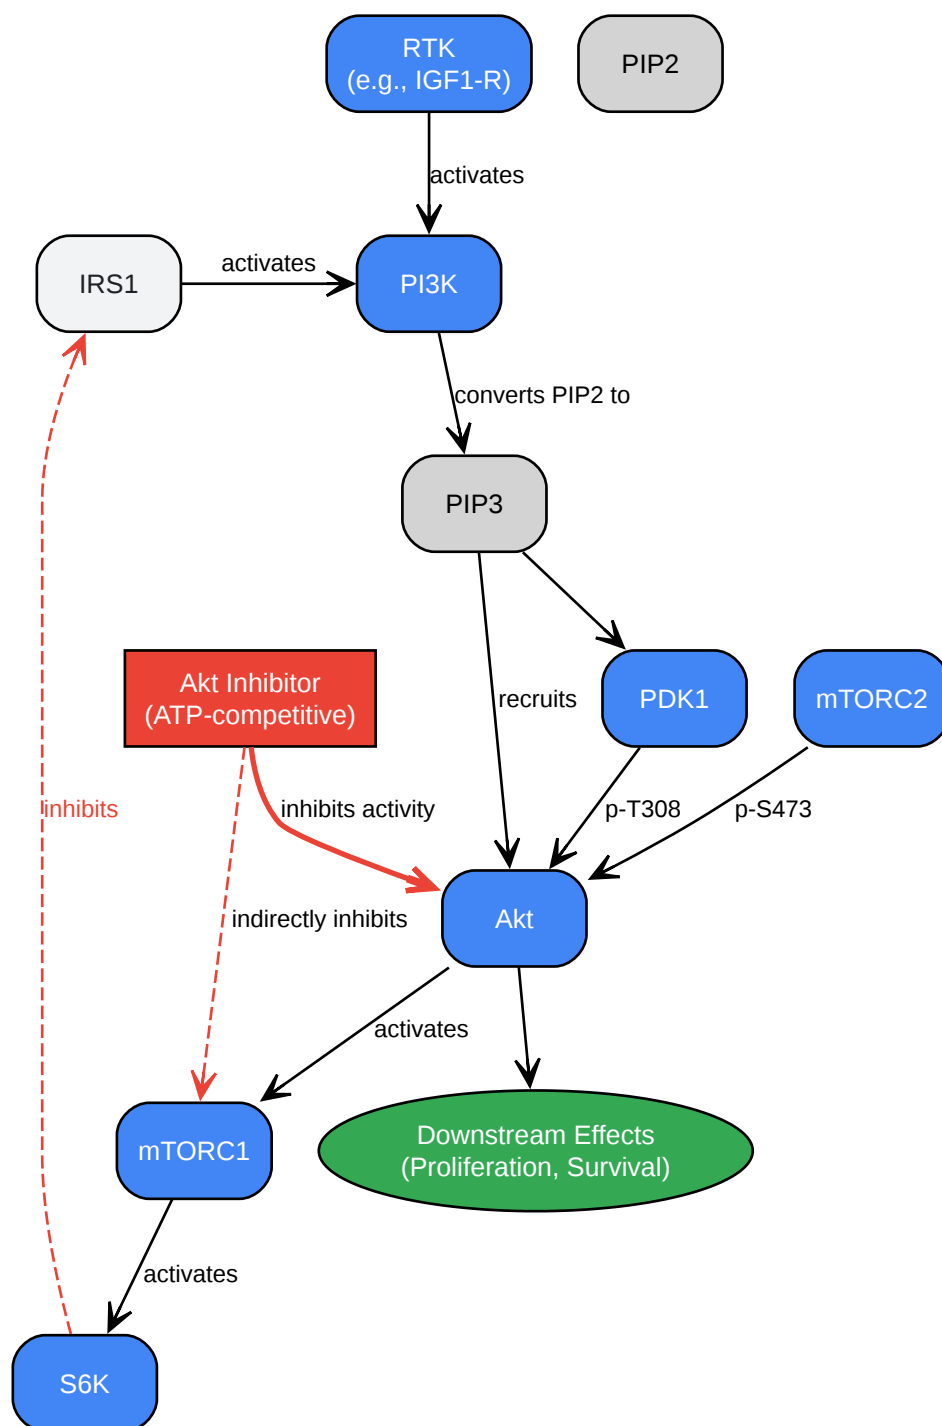 RTK
(e.g., IGF1-R)
PIP2
activates
IRS1
activates
PI3K
converts PIP2 to
PIP3
Akt Inhibitor
(ATP-competitive)
recruits
PDK1
mTORC2
inhibits
inhibits activity
p-T308
p-S473
indirectly inhibits
Akt
activates
mTORC1
Downstream Effects
(Proliferation, Survival)
activates
S6K